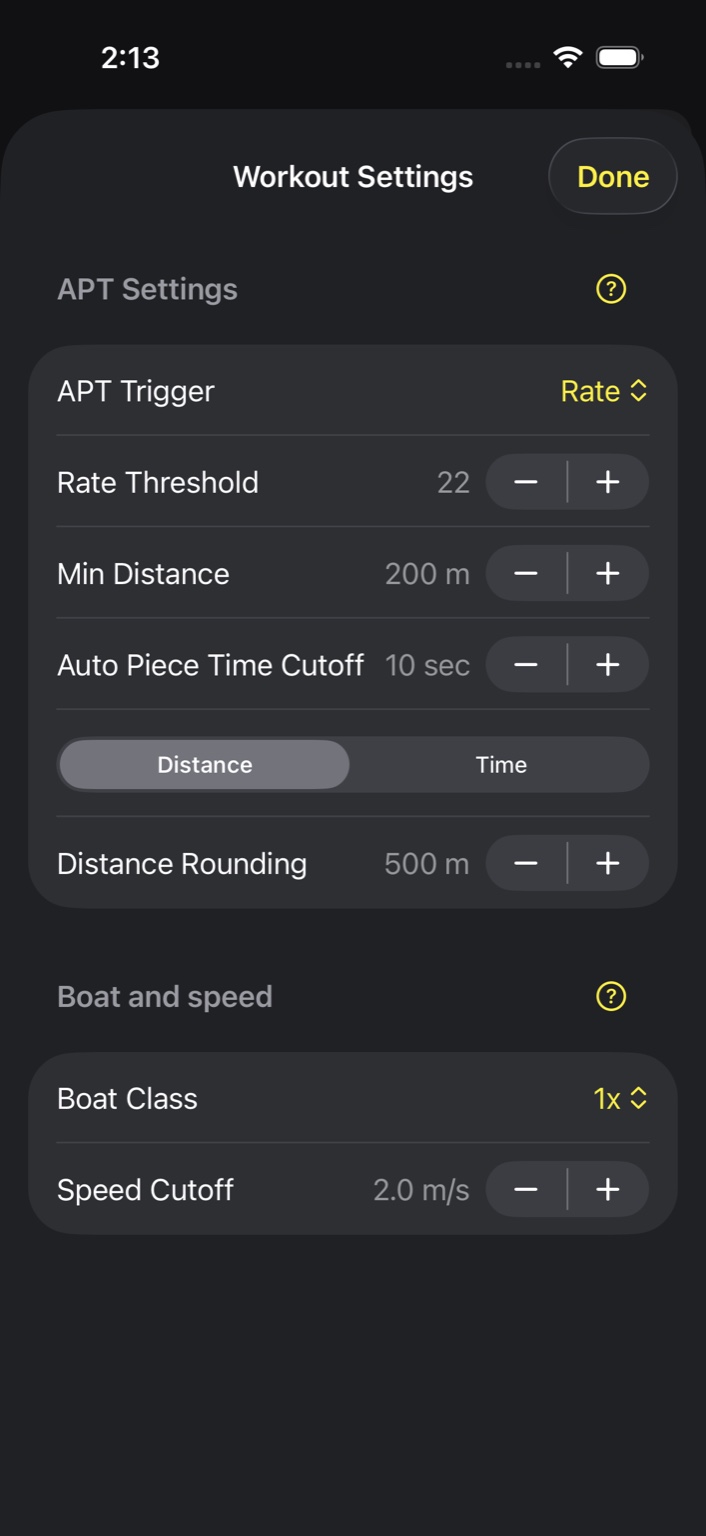 2:13
Workout Settings
Done
APT Settings
?
APT Trigger
Rate
Rate Threshold
22
− +
Min Distance
200 m
− +
Auto Piece Time Cutoff
10 sec
− +
Distance
Time
Distance Rounding
500 m
− +
Boat and speed
?
Boat Class
1x
Speed Cutoff
2.0 m/s
− +